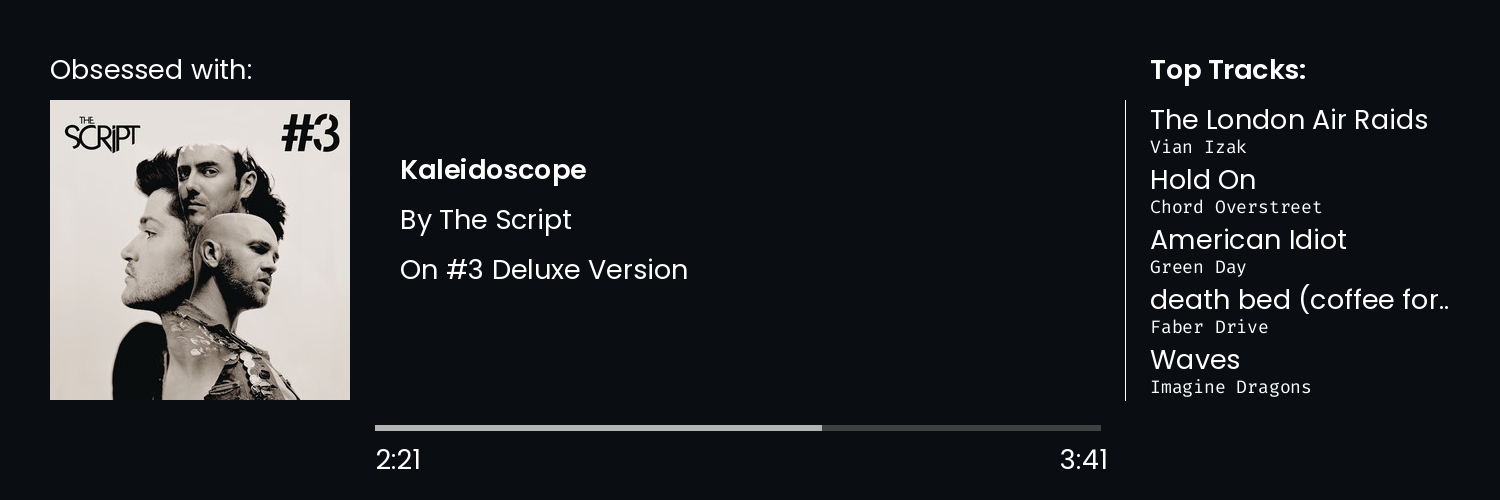 Obsessed with:
THE
SCRIPT
#3
Kaleidoscope
By The Script
On #3 Deluxe Version
2:21
3:41
Top Tracks:
The London Air Raids
Vian Izak
Hold On
Chord Overstreet
American Idiot
Green Day
death bed (coffee for..
Faber Drive
Waves
Imagine Dragons